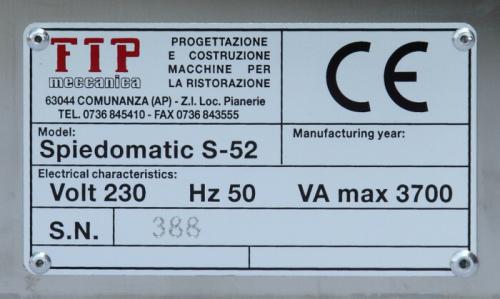 FIP
meccanica
PROGETTAZIONE
E COSTRUZIONE
MACCHINE PER
LA RISTORAZIONE
63044 COMUNANZA (AP) - Z.I. Loc. Pianerie
TEL. 0736 845410 - FAX 0736 843555
CE
Model:
Spiedomatic S-52
Manufacturing year:
Electrical characteristics:
Volt 230 Hz 50 VA max 3700
S.N. 388